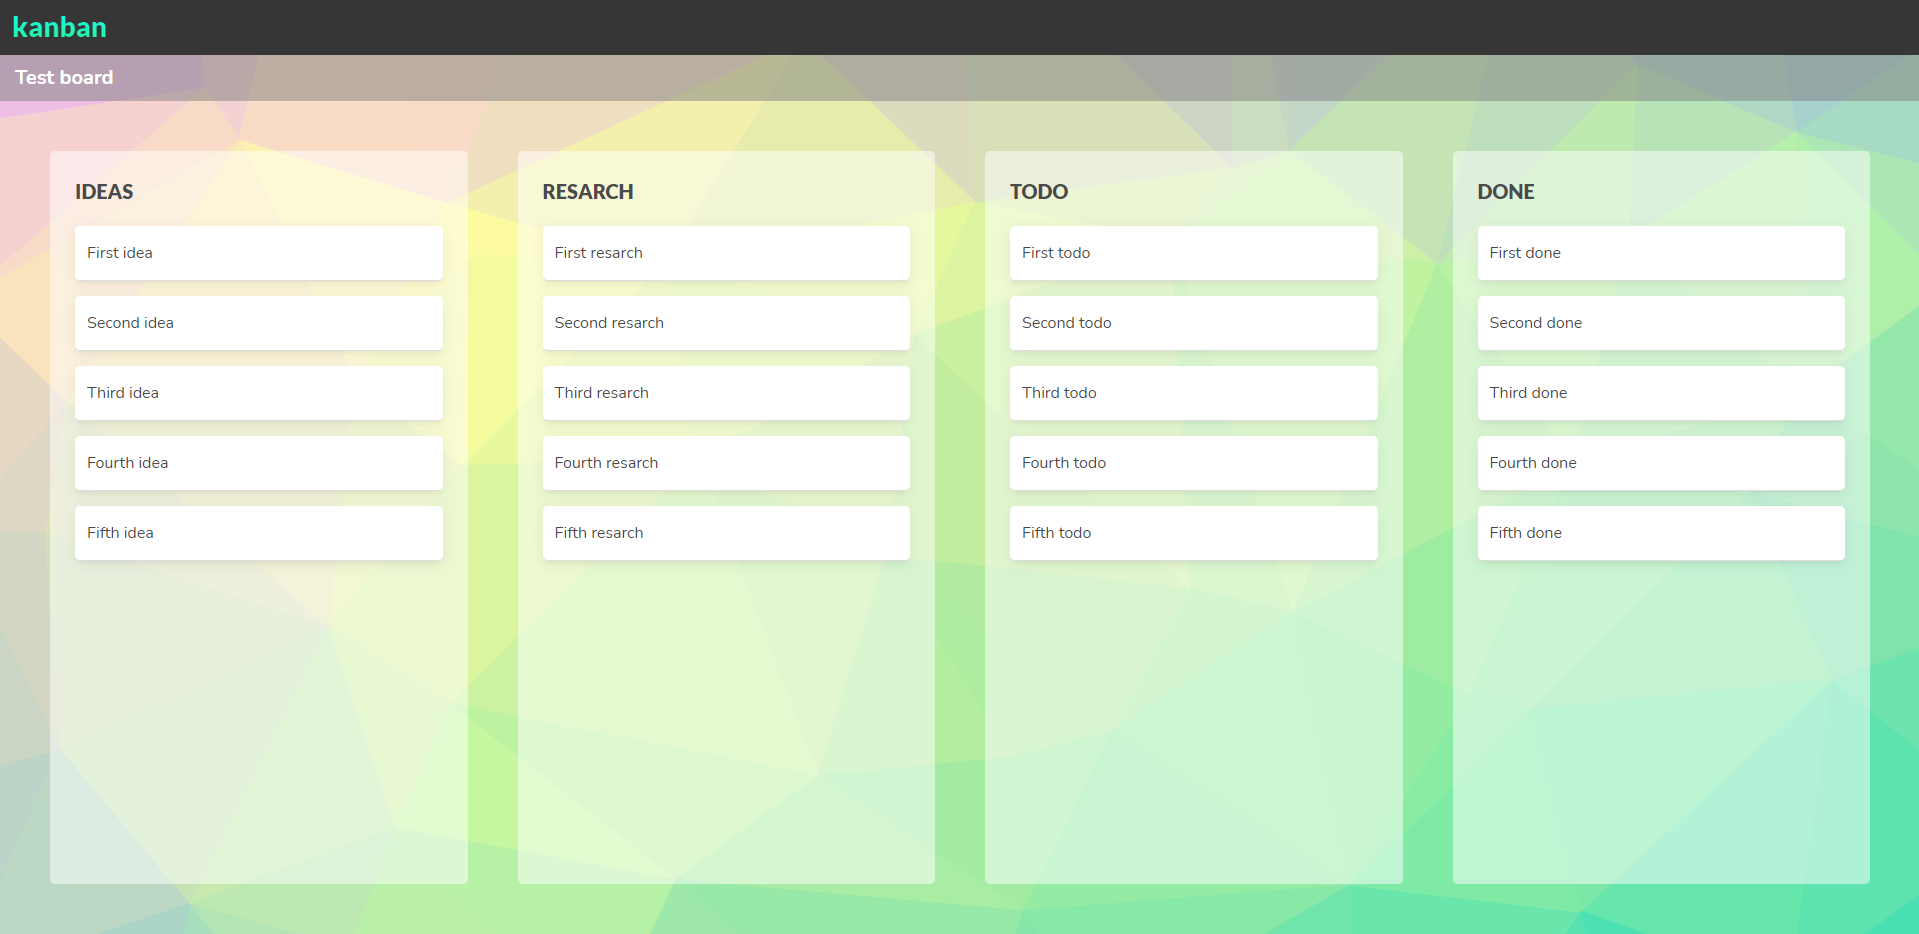 kanban
Test board
IDEAS
First idea
Second idea
Third idea
Fourth idea
Fifth idea
RESARCH
First resarch
Second resarch
Third resarch
Fourth resarch
Fifth resarch
TODO
First todo
Second todo
Third todo
Fourth todo
Fifth todo
DONE
First done
Second done
Third done
Fourth done
Fifth done